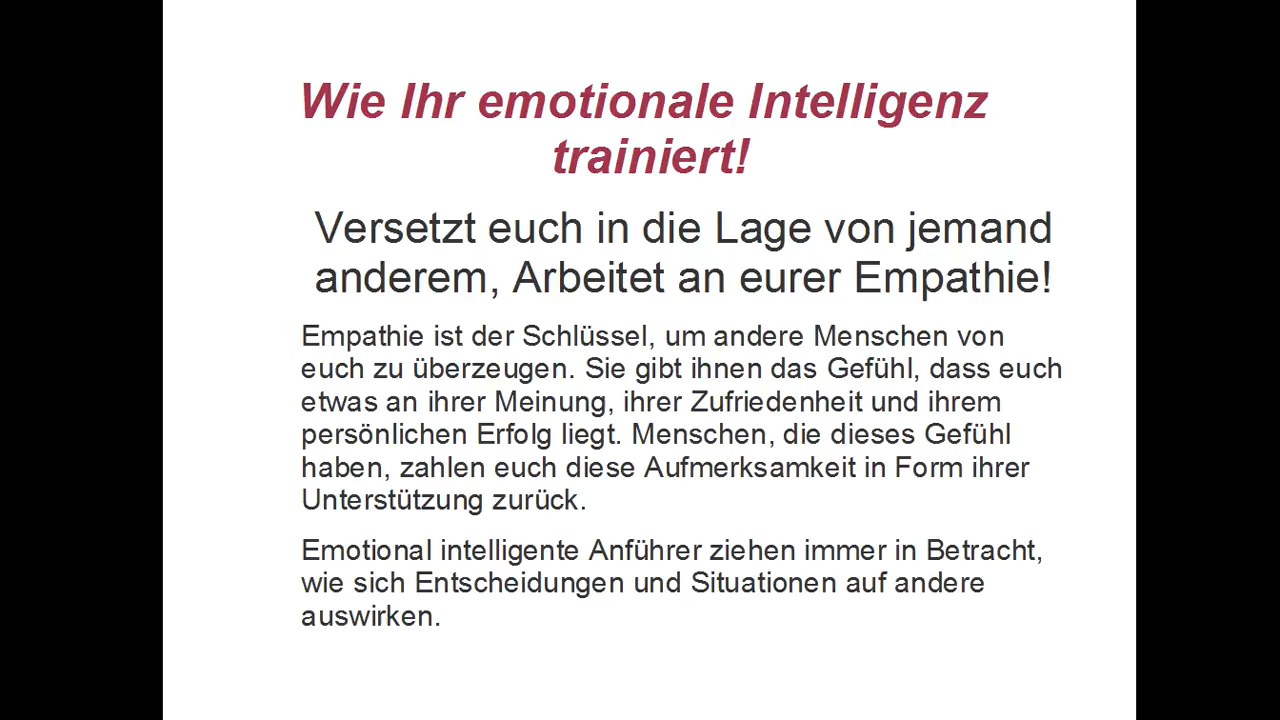 Wie Ihr emotionale Intelligenz
trainiert!
Versetzt euch in die Lage von jemand
anderem, Arbeitet an eurer Empathie!
Empathie ist der Schlüssel, um andere Menschen von
euch zu überzeugen. Sie gibt ihnen das Gefühl, dass euch
etwas an ihrer Meinung, ihrer Zufriedenheit und ihrem
persönlichen Erfolg liegt. Menschen, die dieses Gefühl
haben, zahlen euch diese Aufmerksamkeit in Form ihrer
Unterstützung zurück.
Emotional intelligente Anführer ziehen immer in Betracht,
wie sich Entscheidungen und Situationen auf andere
auswirken.